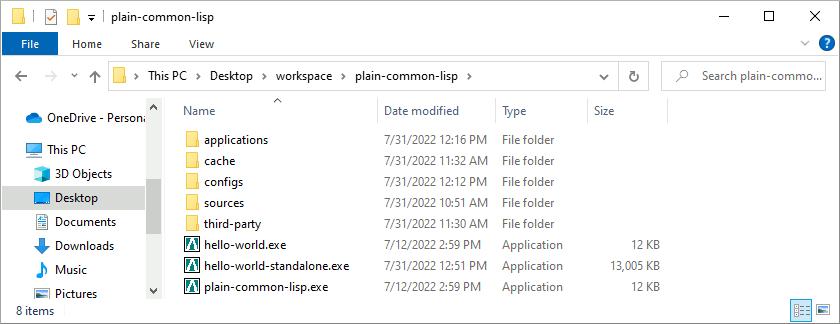 plain-common-lisp
File Home Share View
This PC Desktop workspace plain-common-lisp Search plain-commo...
Name Date modified Type Size
OneDrive - Persona
This PC
3D Objects
Desktop
Documents
Downloads
Music
Pictures
applications 7/31/2022 12:16 PM File folder
cache 7/31/2022 11:32 AM File folder
configs 7/31/2022 12:12 PM File folder
sources 7/31/2022 10:51 AM File folder
third-party 7/31/2022 11:30 AM File folder
hello-world.exe 7/12/2022 2:59 PM Application 12 KB
hello-world-standalone.exe 7/31/2022 12:51 PM Application 13,005 KB
plain-common-lisp.exe 7/12/2022 2:59 PM Application 12 KB
8 items